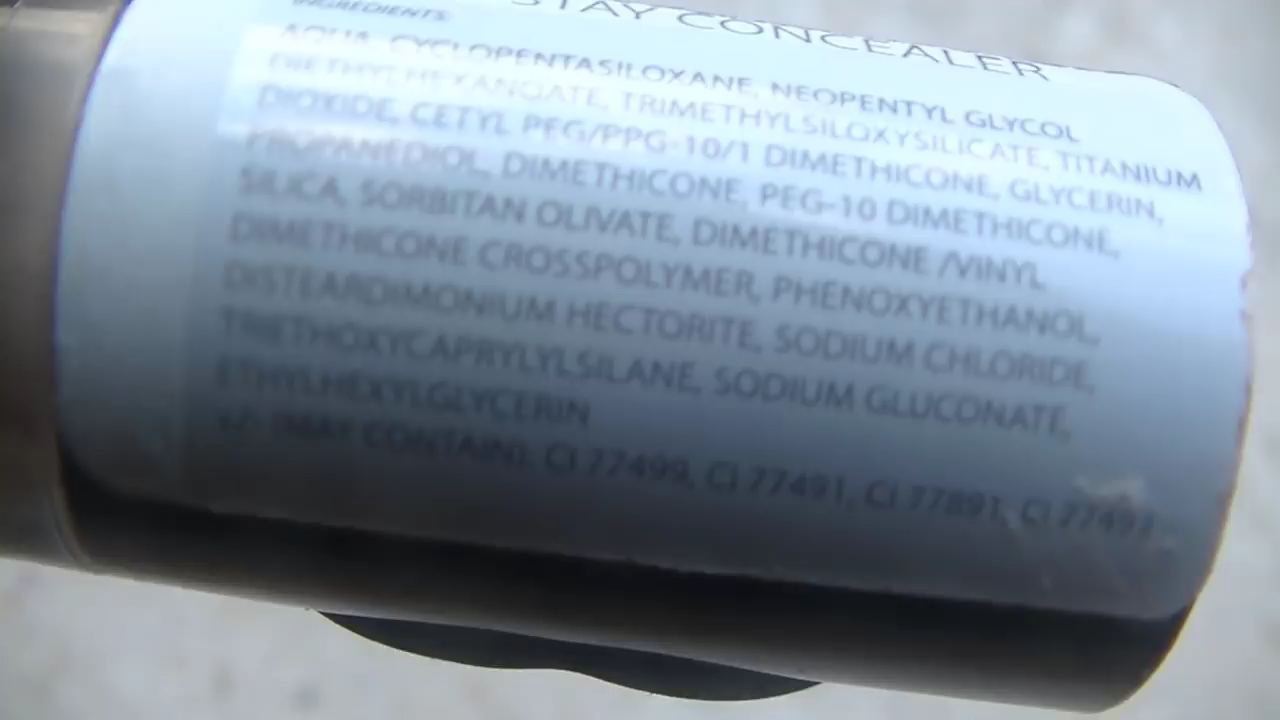 STAY CONCEALER
INGREDIENTS:
AQUA, CYCLOPENTASILOXANE, NEOPENTYL GLYCOL
DIETHYLHEXANOATE, TRIMETHYLSILOXYSILICATE, TITANIUM
DIOXIDE, CETYL PEG/PPG-10/1 DIMETHICONE, GLYCERIN,
PROPANEDIOL, DIMETHICONE, PEG-10 DIMETHICONE,
SILICA, SORBITAN OLIVATE, DIMETHICONE /VINYL
DIMETHICONE CROSSPOLYMER, PHENOXYETHANOL,
DISTEARDIMONIUM HECTORITE, SODIUM CHLORIDE,
TRIETHOXYCAPRYLYLSILANE, SODIUM GLUCONATE,
ETHYLHEXYLGLYCERIN
+/- (MAY CONTAIN): CI 77499, CI 77491, CI 77891, CI 77492